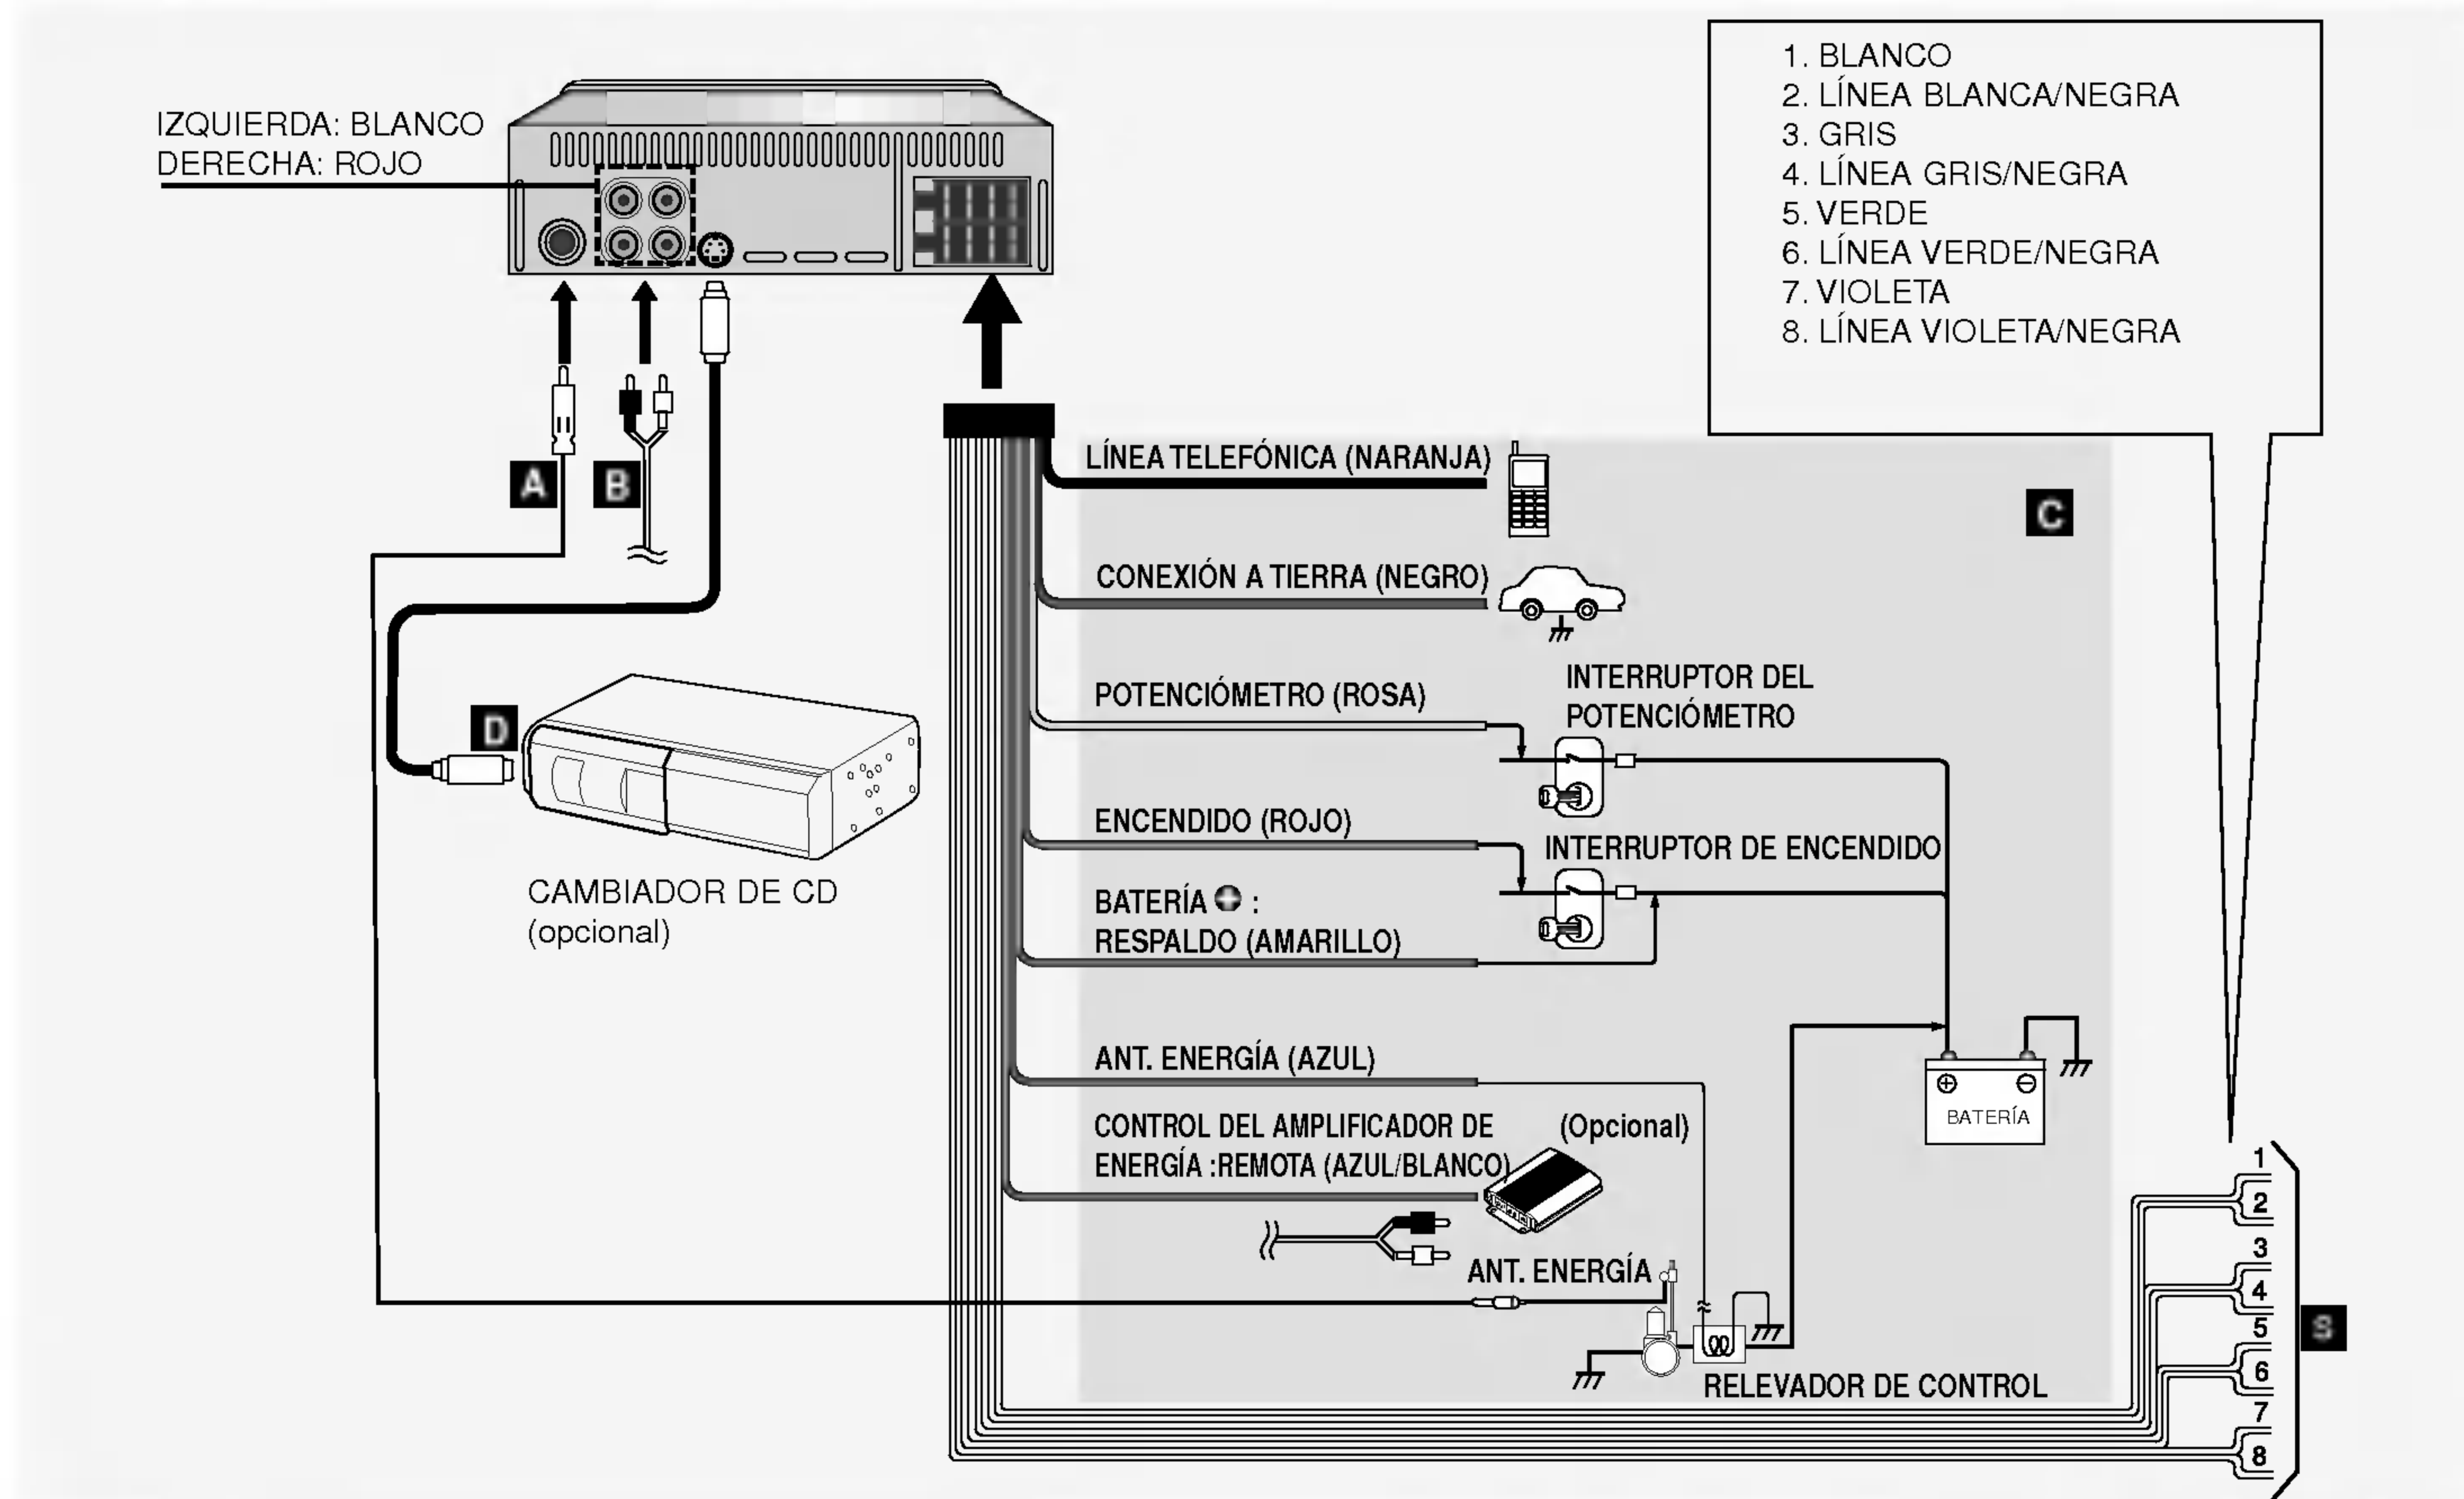 IZQUIERDA: BLANCO
DERECHA: ROJO
1. BLANCO
2. LÍNEA BLANCA/NEGRA
3. GRIS
4. LÍNEA GRIS/NEGRA
5. VERDE
6. LÍNEA VERDE/NEGRA
7. VIOLETA
8. LÍNEA VIOLETA/NEGRA
A
B
LÍNEA TELEFÓNICA (NARANJA)
C
CONEXIÓN A TIERRA (NEGRO)
POTENCIÓMETRO (ROSA)
INTERRUPTOR DEL
POTENCIÓMETRO
D
CAMBIADOR DE CD
(opcional)
ENCENDIDO (ROJO)
INTERRUPTOR DE ENCENDIDO
BATERÍA + :
RESPALDO (AMARILLO)
ANT. ENERGÍA (AZUL)
+ −
BATERÍA
CONTROL DEL AMPLIFICADOR DE
ENERGÍA :REMOTA (AZUL/BLANCO)
(Opcional)
ANT. ENERGÍA
RELEVADOR DE CONTROL
1
2
3
4
5
6
7
8